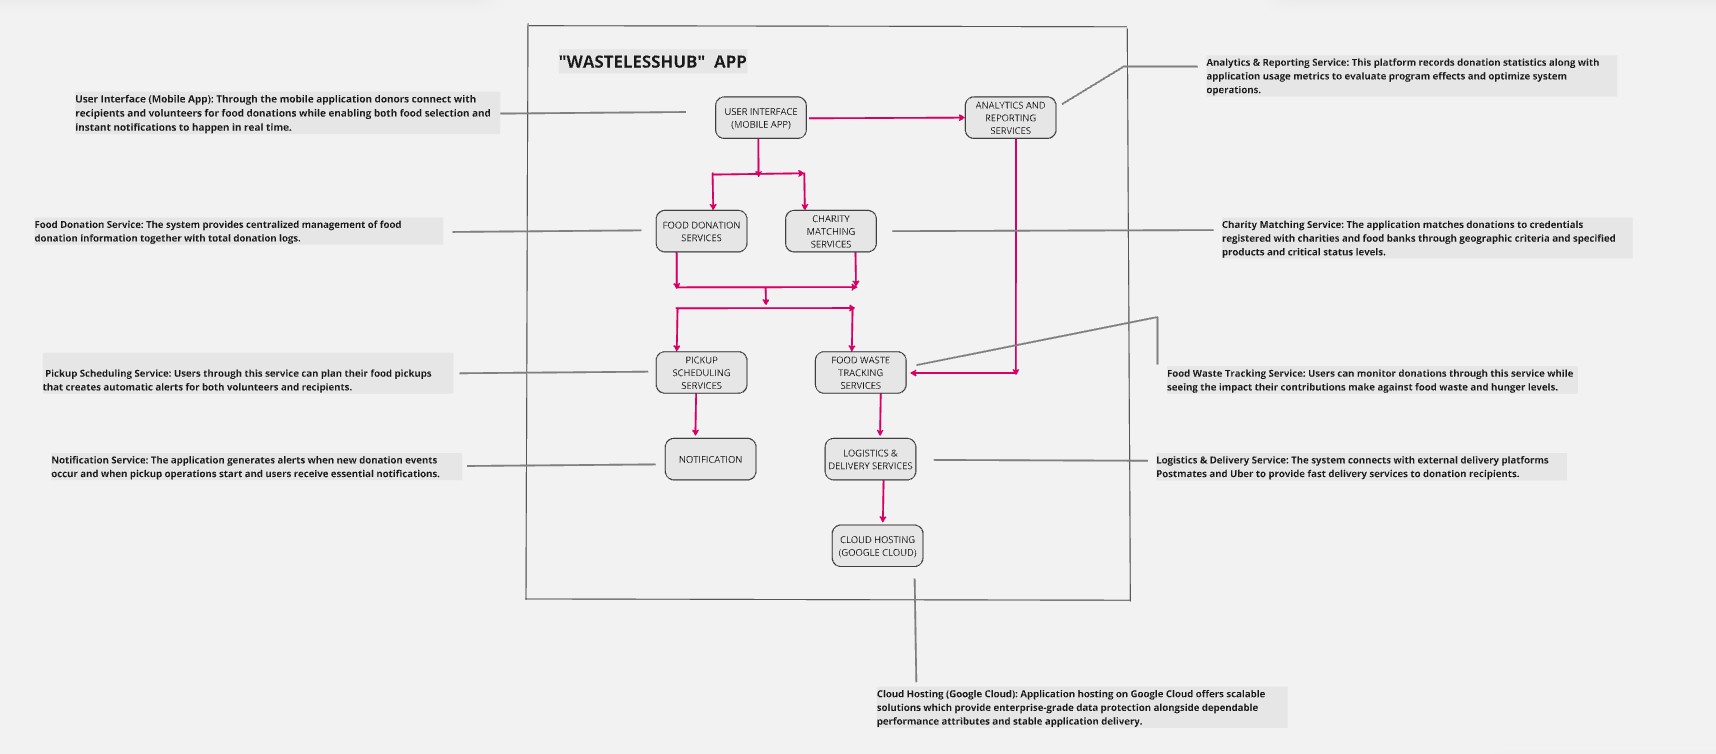 "WASTELESSHUB"  APP
User Interface (Mobile App): Through the mobile application donors connect with
recipients and volunteers for food donations while enabling both food selection and
instant notifications to happen in real time.
USER INTERFACE
(MOBILE APP)
ANALYTICS AND
REPORTING
SERVICES
Analytics & Reporting Service: This platform records donation statistics along with
application usage metrics to evaluate program effects and optimize system
operations.
Food Donation Service: The system provides centralized management of food
donation information together with total donation logs.
FOOD DONATION
SERVICES
CHARITY
MATCHING
SERVICES
Charity Matching Service: The application matches donations to credentials
registered with charities and food banks through geographic criteria and specified
products and critical status levels.
Pickup Scheduling Service: Users through this service can plan their food pickups
that creates automatic alerts for both volunteers and recipients.
PICKUP
SCHEDULING
SERVICES
FOOD WASTE
TRACKING
SERVICES
Food Waste Tracking Service: Users can monitor donations through this service while
seeing the impact their contributions make against food waste and hunger levels.
Notification Service: The application generates alerts when new donation events
occur and when pickup operations start and users receive essential notifications.
NOTIFICATION
LOGISTICS &
DELIVERY SERVICES
Logistics & Delivery Service: The system connects with external delivery platforms
Postmates and Uber to provide fast delivery services to donation recipients.
CLOUD HOSTING
(GOOGLE CLOUD)
Cloud Hosting (Google Cloud): Application hosting on Google Cloud offers scalable
solutions which provide enterprise-grade data protection alongside dependable
performance attributes and stable application delivery.